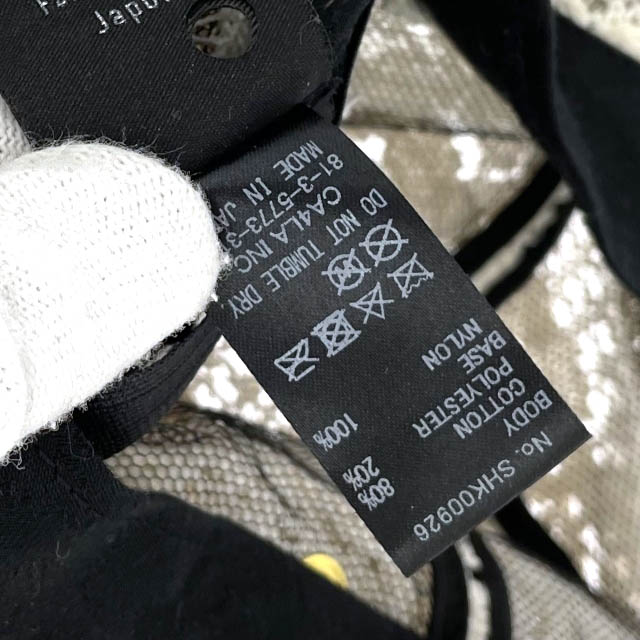 Japan
No. SHK00926
BODY
COTTON 80%
POLYESTER 20%
BASE
NYLON 100%
DO NOT TUMBLE DRY
CA4LA INC
81-3-5773-3
MADE IN JA